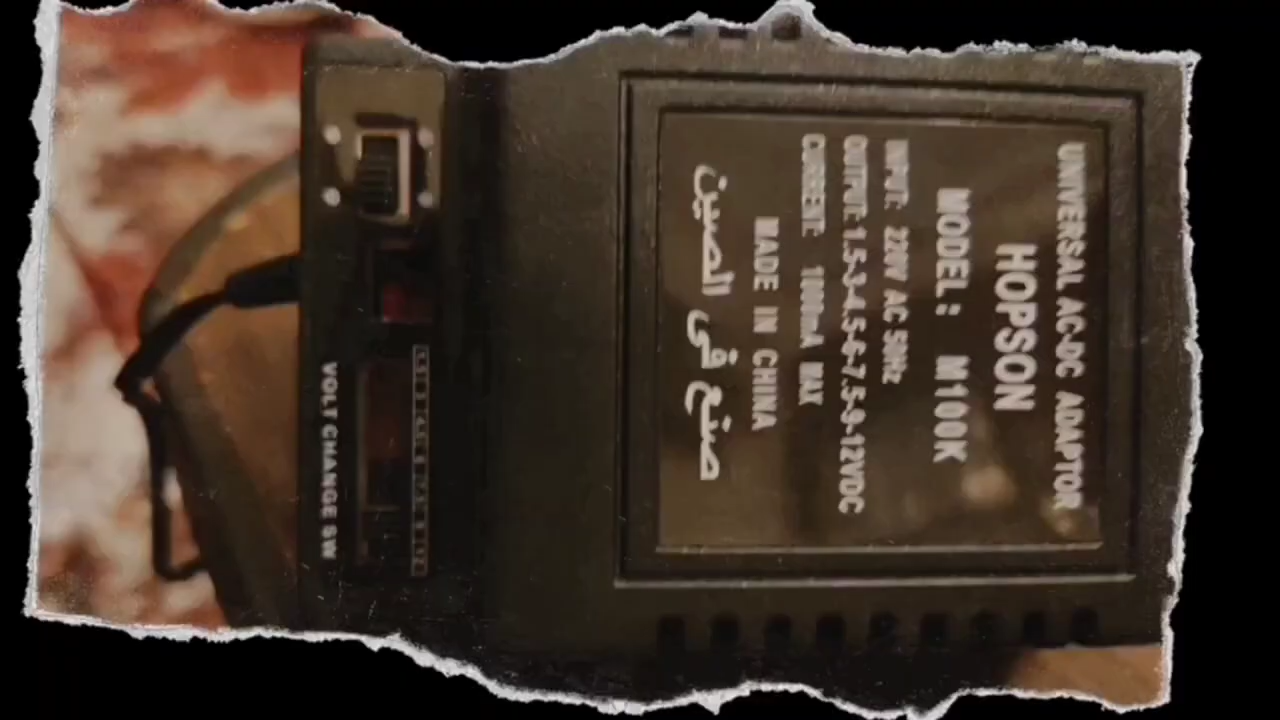 UNIVERSAL AC-DC ADAPTOR
HOPSON
MODEL: M100K
INPUT: 220V AC 50Hz
OUTPUT: 1.5-3-4.5-6-7.5-9-12VDC
CURRENT: 1000mA MAX
MADE IN CHINA
صنع فى الصين
VOLT CHANGE SW